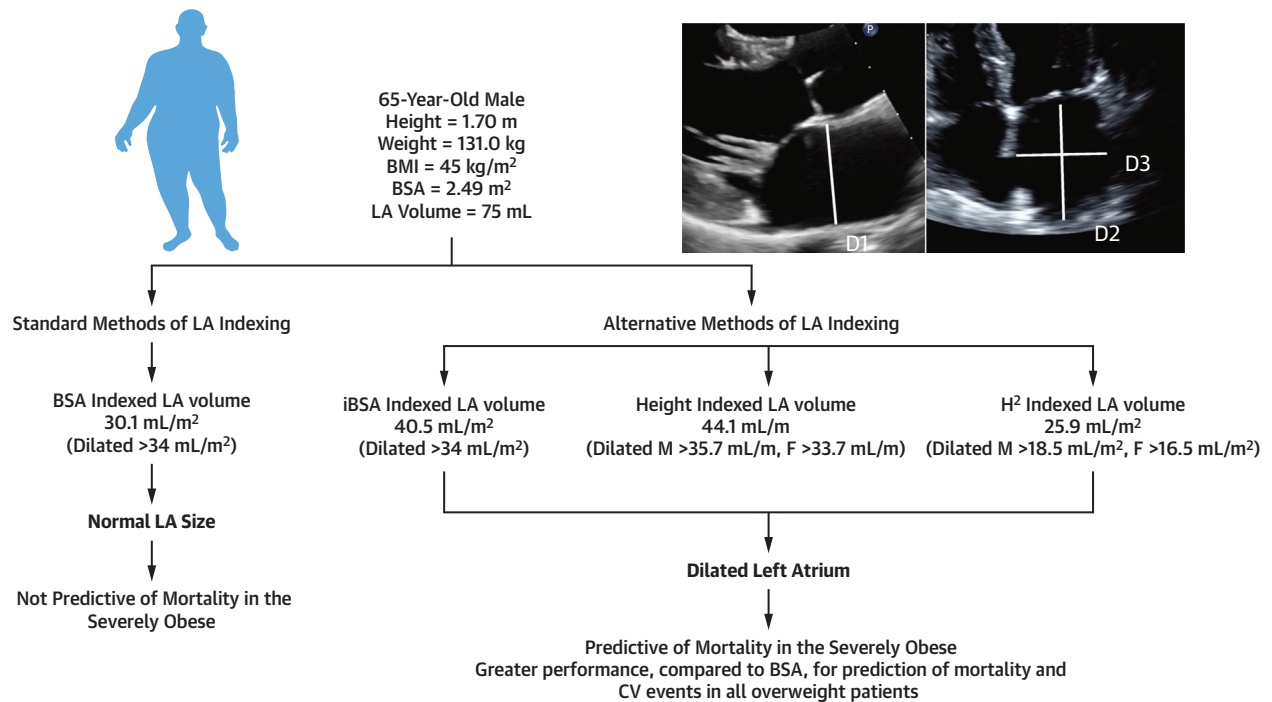 65-Year-Old Male
Height = 1.70 m
Weight = 131.0 kg
BMI = 45 kg/m²
BSA = 2.49 m²
LA Volume = 75 mL
P
D1
D3
D2
Standard Methods of LA Indexing
Alternative Methods of LA Indexing
BSA Indexed LA volume
30.1 mL/m²
(Dilated >34 mL/m²)
iBSA Indexed LA volume
40.5 mL/m²
(Dilated >34 mL/m²)
Height Indexed LA volume
44.1 mL/m
(Dilated M >35.7 mL/m, F >33.7 mL/m)
H² Indexed LA volume
25.9 mL/m²
(Dilated M >18.5 mL/m², F >16.5 mL/m²)
Normal LA Size
Not Predictive of Mortality in the
Severely Obese
Dilated Left Atrium
Predictive of Mortality in the Severely Obese
Greater performance, compared to BSA, for prediction of mortality and
CV events in all overweight patients